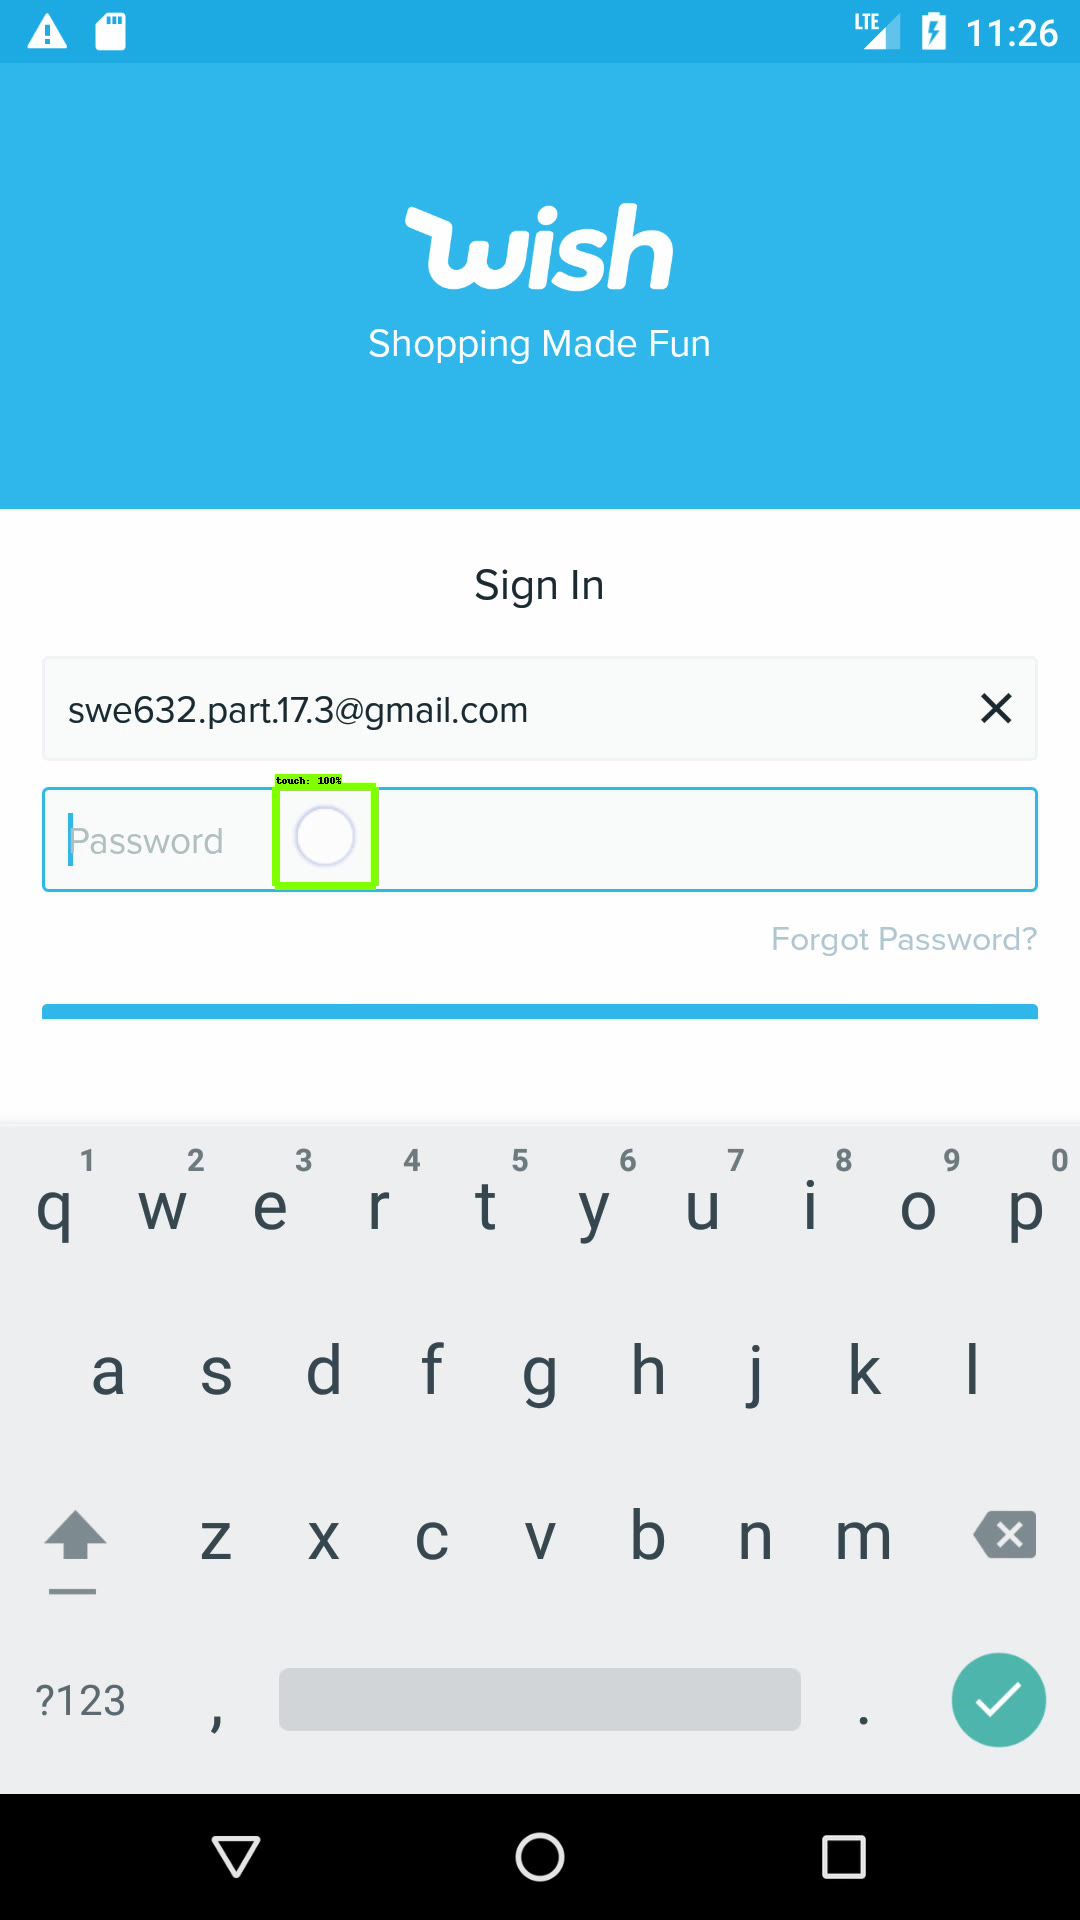 LTE 11:26
wish
Shopping Made Fun
Sign In
swe632.part.17.3@gmail.com
touch: 100%
Password
Forgot Password?
1 2 3 4 5 6 7 8 9 0
q w e r t y u i o p
a s d f g h j k l
z x c v b n m
?123 , .